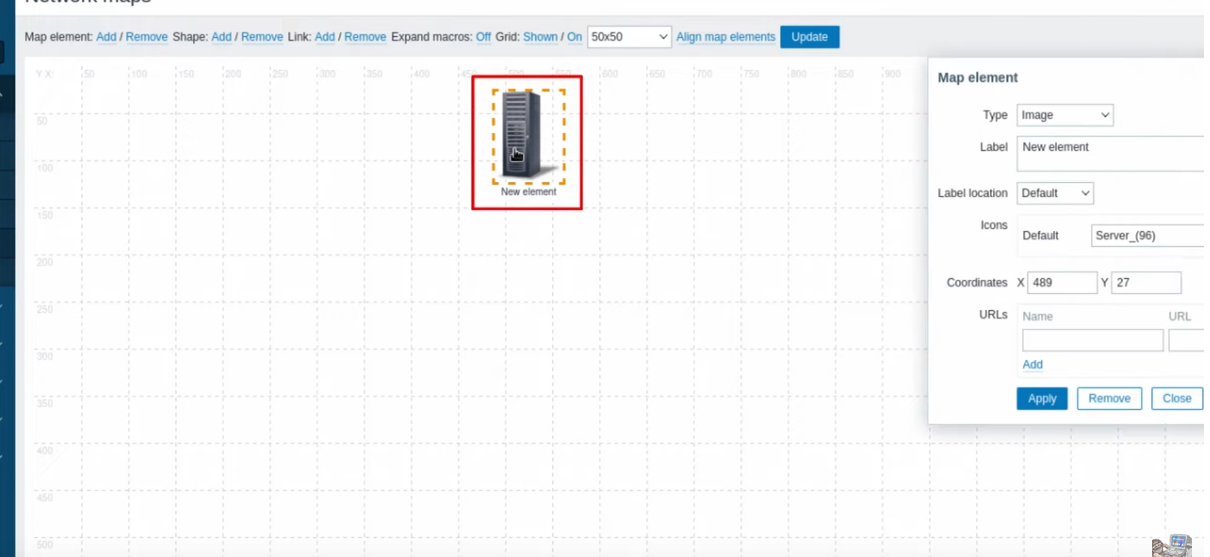 Network maps
Map element: Add / Remove Shape: Add / Remove Link: Add / Remove Expand macros: Off Grid: Shown / On 50x50 Align map elements Update
Y X: 50 100 150 200 250 300 350 400 450 500 550 600 650 700 750 800 850 900
50
100
150
200
250
300
350
400
450
500
New element
Map element
Type Image
Label New element
Label location Default
Icons Default Server_(96)
Coordinates X 489 Y 27
URLs Name URL
Add
Apply Remove Close